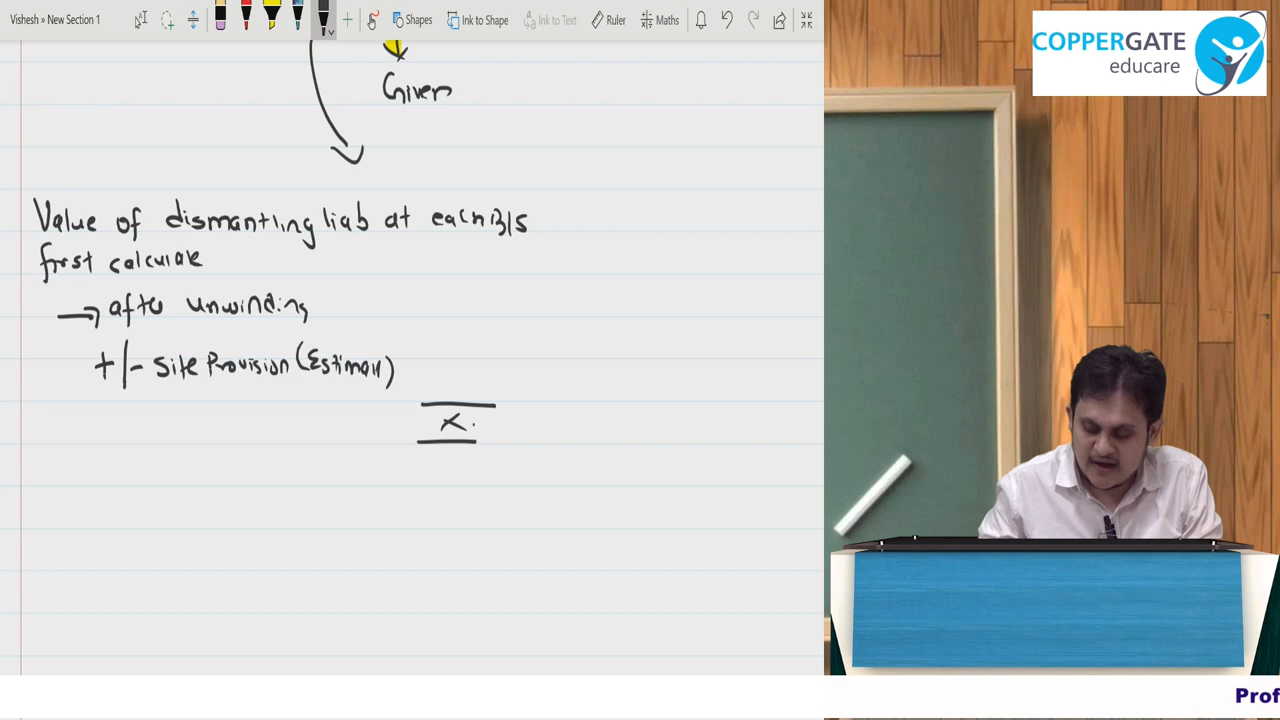 Vishesh » New Section 1
Shapes
Ink to Shape
Ink to Text
Ruler
Maths
COPPERGATE
educare
Given
Value of dismantling liab at each B/S
first calculate
→ after unwinding
+/- Site Provision (Estimate)
X.
Prof